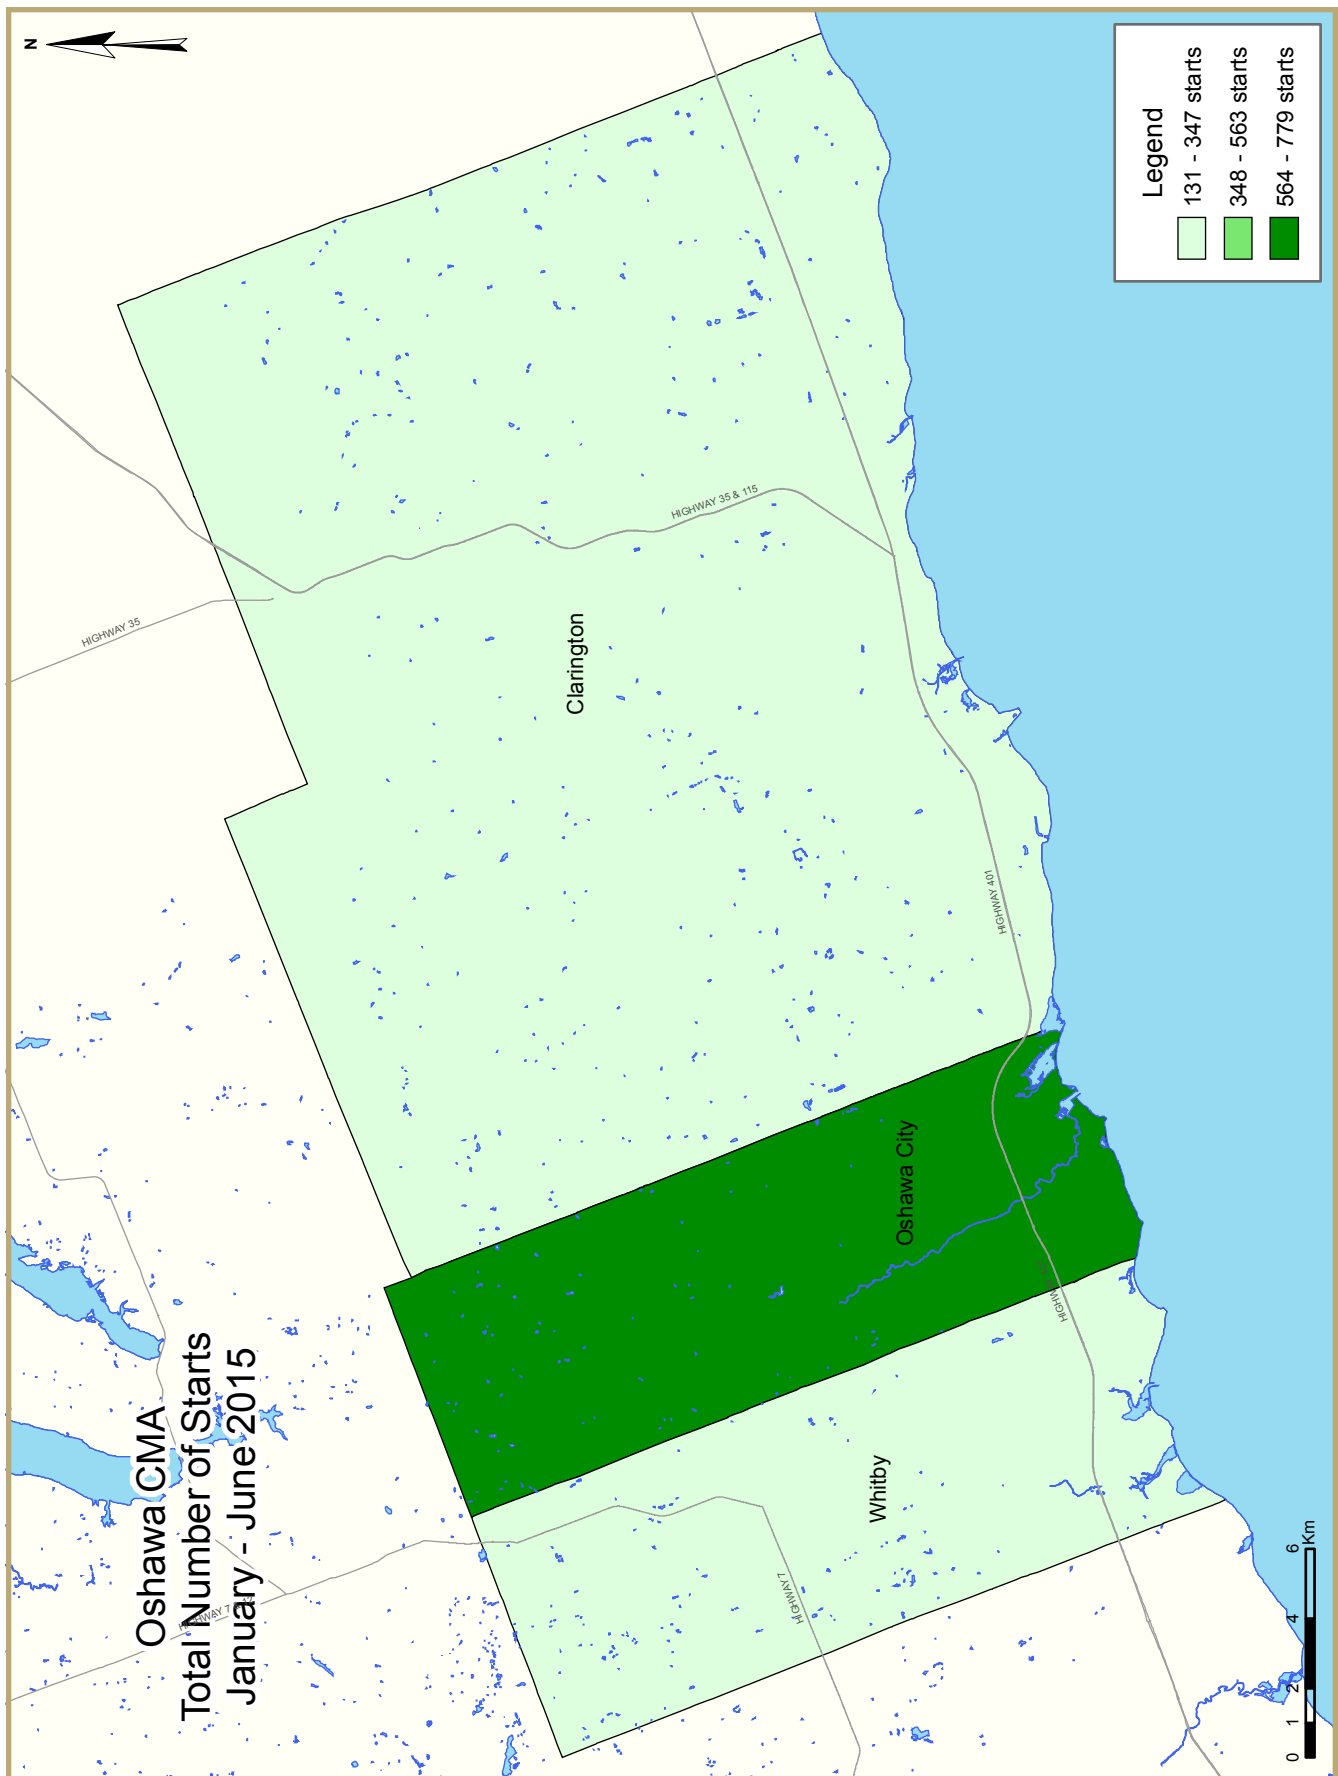 Oshawa CMA
Total Number of Starts
January - June 2015
N
HIGHWAY 35
HIGHWAY 35 & 115
HIGHWAY 7
Clarington
Oshawa City
Whitby
HIGHWAY 401
HIGHWAY 7
Legend
131 - 347 starts
348 - 563 starts
564 - 779 starts
0 1 2 4 6
Km